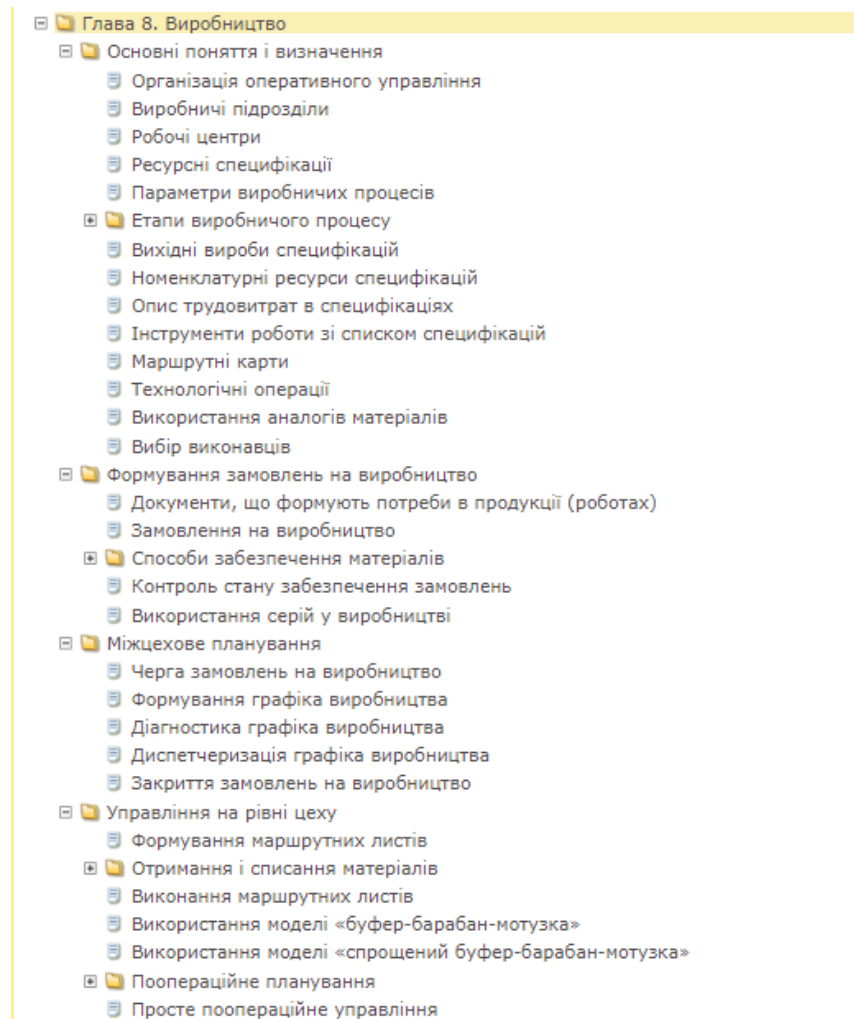 Глава 8. Виробництво
Основні поняття і визначення
Організація оперативного управління
Виробничі підрозділи
Робочі центри
Ресурсні специфікації
Параметри виробничих процесів
Етапи виробничого процесу
Вихідні вироби специфікацій
Номенклатурні ресурси специфікацій
Опис трудовитрат в специфікаціях
Інструменти роботи зі списком специфікацій
Маршрутні карти
Технологічні операції
Використання аналогів матеріалів
Вибір виконавців
Формування замовлень на виробництво
Документи, що формують потреби в продукції (роботах)
Замовлення на виробництво
Способи забезпечення матеріалів
Контроль стану забезпечення замовлень
Використання серій у виробництві
Міжцехове планування
Черга замовлень на виробництво
Формування графіка виробництва
Діагностика графіка виробництва
Диспетчеризація графіка виробництва
Закриття замовлень на виробництво
Управління на рівні цеху
Формування маршрутних листів
Отримання і списання матеріалів
Виконання маршрутних листів
Використання моделі «буфер-барабан-мотузка»
Використання моделі «спрощений буфер-барабан-мотузка»
Поопераційне планування
Просте поопераційне управління